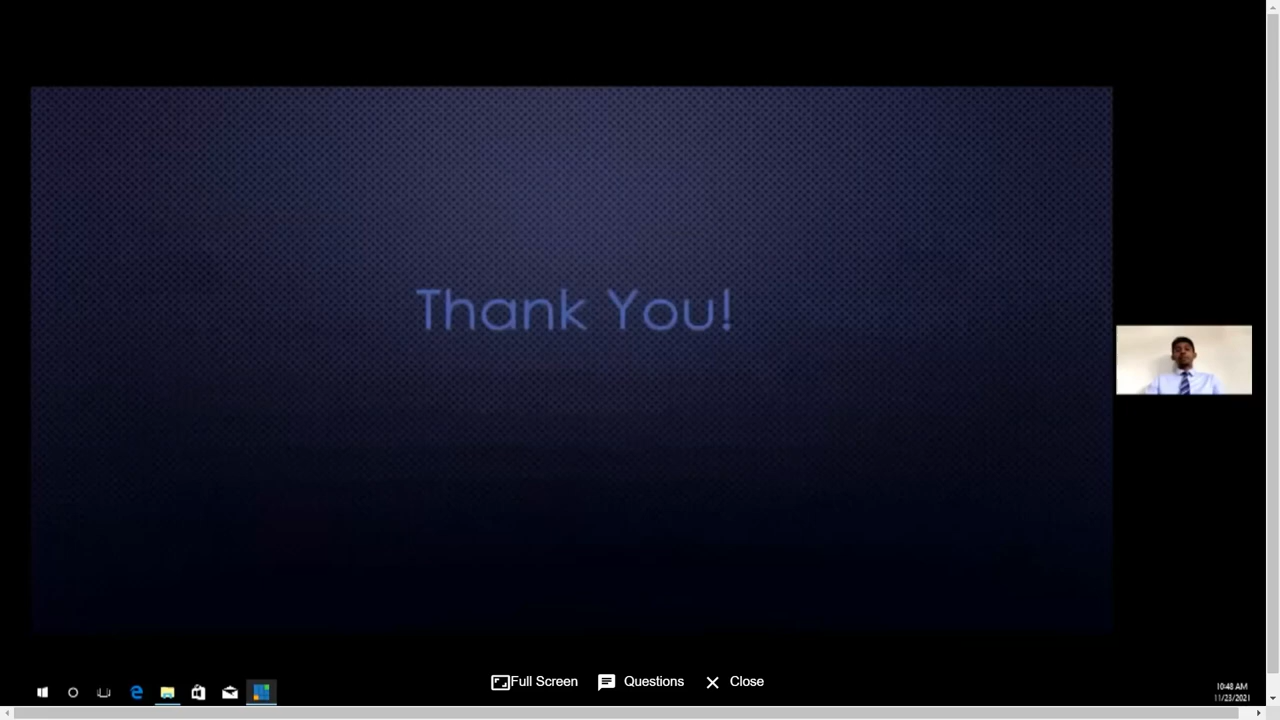 Thank You!
Full Screen
Questions
Close
10:48 AM
11/23/2021